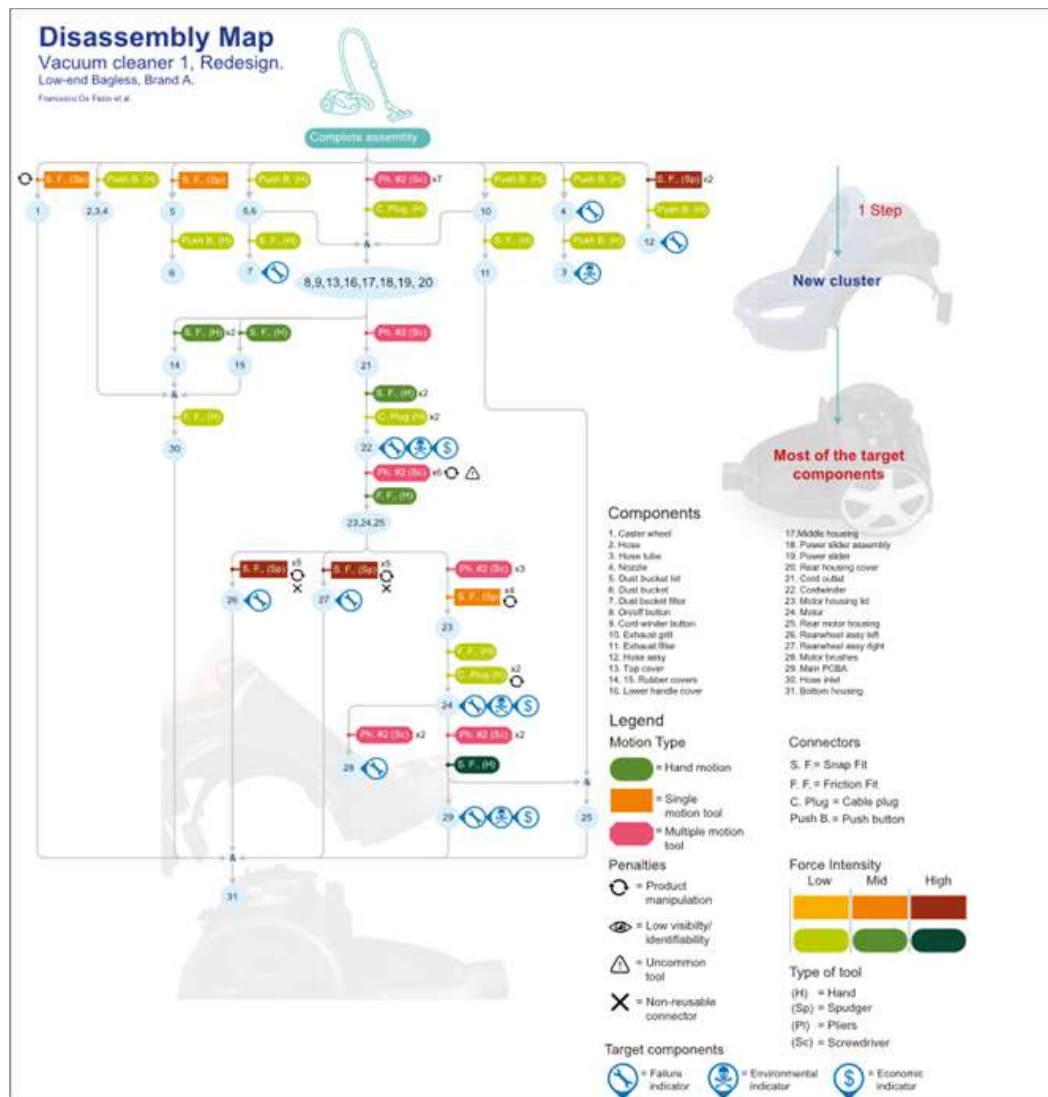 Disassembly Map
Vacuum cleaner 1, Redesign.
Low-end Bagless, Brand A.
Francesco De Fazio et al.
Complete assembly
S. F., (Sp)
Push B. (H)
S. F., (Sp)
Push B. (H)
Ph. #2 (Sc) x7
Push B. (H)
Push B. (H)
S. F., (Sp) x2
1
2,3,4
5
5,6
C. Plug, (H)
10
4
Push B. (H)
12
1 Step
Push B, (H)
S. F., (H)
&
S. F., (H)
Push B. (H)
6
7
11
3
8,9,13,16,17,18,19, 20
New cluster
S. F., (H) x2
S. F., (H)
Ph. #2 (Sc)
14
15
21
&
S. F., (H) x2
F. F., (H)
C. Plug (H) x2
30
22
Most of the target
components
Ph. #2 (Sc) x6
F. F., (H)
23,24,25
S. F., (Sp) x5
S. F., (Sp) x5
Ph. #2 (Sc) x3
26
27
S. F., (Sp) x4
23
F. F., (H)
C. Plug (H) x2
24
Ph. #2 (Sc) x2
Ph. #2 (Sc) x2
28
S. F., (H)
&
29
25
&
31
Components
1. Caster wheel
2. Hose
3. Hose tube
4. Nozzle
5. Dust bucket lid
6. Dust bucket
7. Dust bucket filter
8. On/off button
9. Cord-winder button
10. Exhaust grill
11. Exhaust filter
12. Hose assy
13. Top cover
14, 15. Rubber covers
16. Lower handle cover
17.Middle housing
18. Power slider assembly
19. Power slider
20. Rear housing cover
21. Cord outlet
22. Cordwinder
23. Motor housing lid
24. Motor
25. Rear motor housing
26. Rearwheel assy left
27. Rearwheel assy right
28. Motor brushes
29. Main PCBA
30. Hose inlet
31. Bottom housing
Legend
Motion Type
= Hand motion
= Single
motion tool
= Multiple motion
tool
Connectors
S. F.= Snap Fit
F. F. = Friction Fit
C. Plug = Cable plug
Push B.= Push button
Penalties
= Product
manipulation
= Low visibilty/
identifiability
= Uncommon
tool
= Non-reusable
connector
Force Intensity
Low Mid High
Type of tool
(H) = Hand
(Sp) = Spudger
(Pl) = Pliers
(Sc) = Screwdriver
Target components
= Failure
indicator
= Environmental
indicator
$
= Economic
indicator